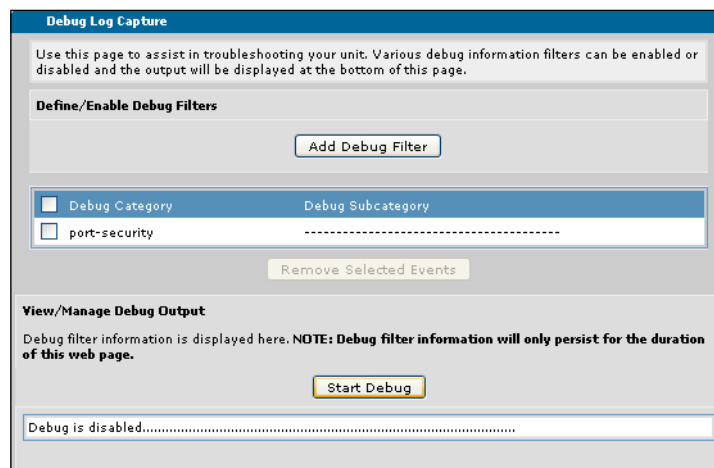 Debug Log Capture
Use this page to assist in troubleshooting your unit. Various debug information filters can be enabled or
disabled and the output will be displayed at the bottom of this page.
Define/Enable Debug Filters
Add Debug Filter
Debug Category Debug Subcategory
port-security ----------------------------------------
Remove Selected Events
View/Manage Debug Output
Debug filter information is displayed here. NOTE: Debug filter information will only persist for the duration
of this web page.
Start Debug
Debug is disabled................................................................................................